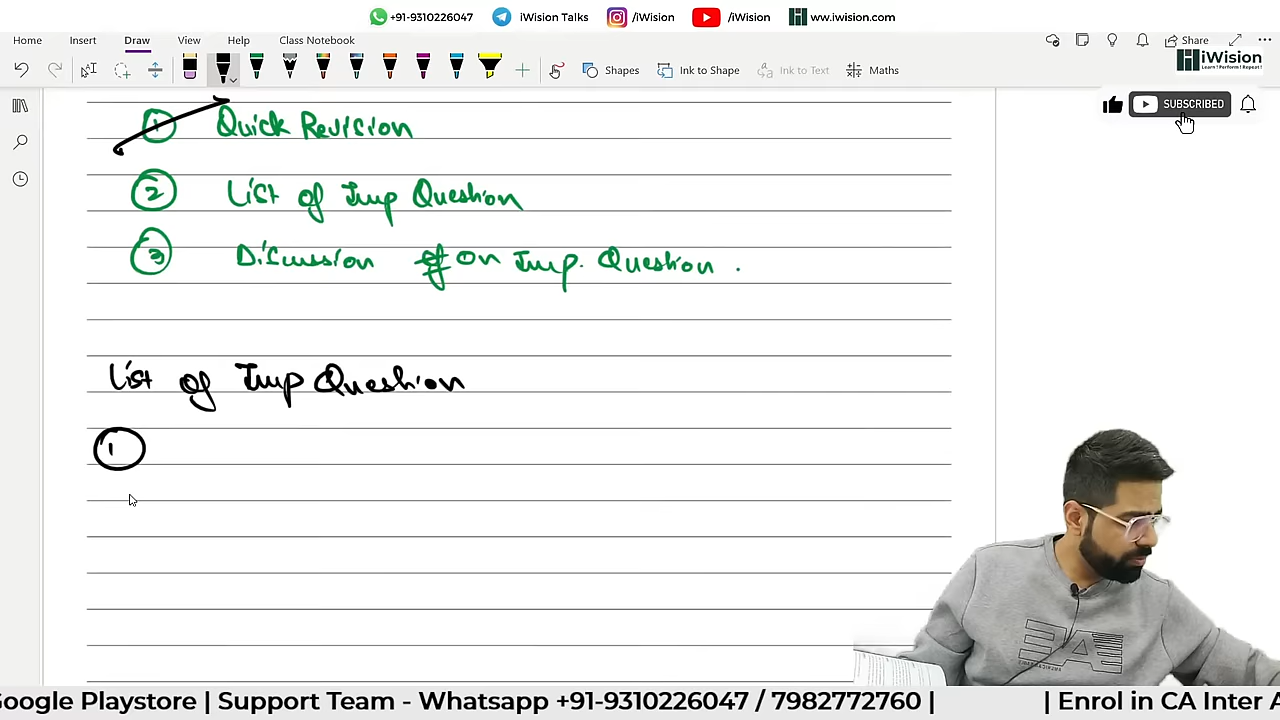 +91-9310226047 iWision Talks /iWision /iWision ww.iwision.com
Home Insert Draw View Help Class Notebook Share
Shapes Ink to Shape Ink to Text Maths
iWision
Learn ! Perform ! Repeat !
SUBSCRIBED
1 Quick Revision
2 List of Imp Question
3 Discussion of on Imp. Question .
List of Imp Question
1
Google Playstore | Support Team - Whatsapp +91-9310226047 / 7982772760 | | Enrol in CA Inter A